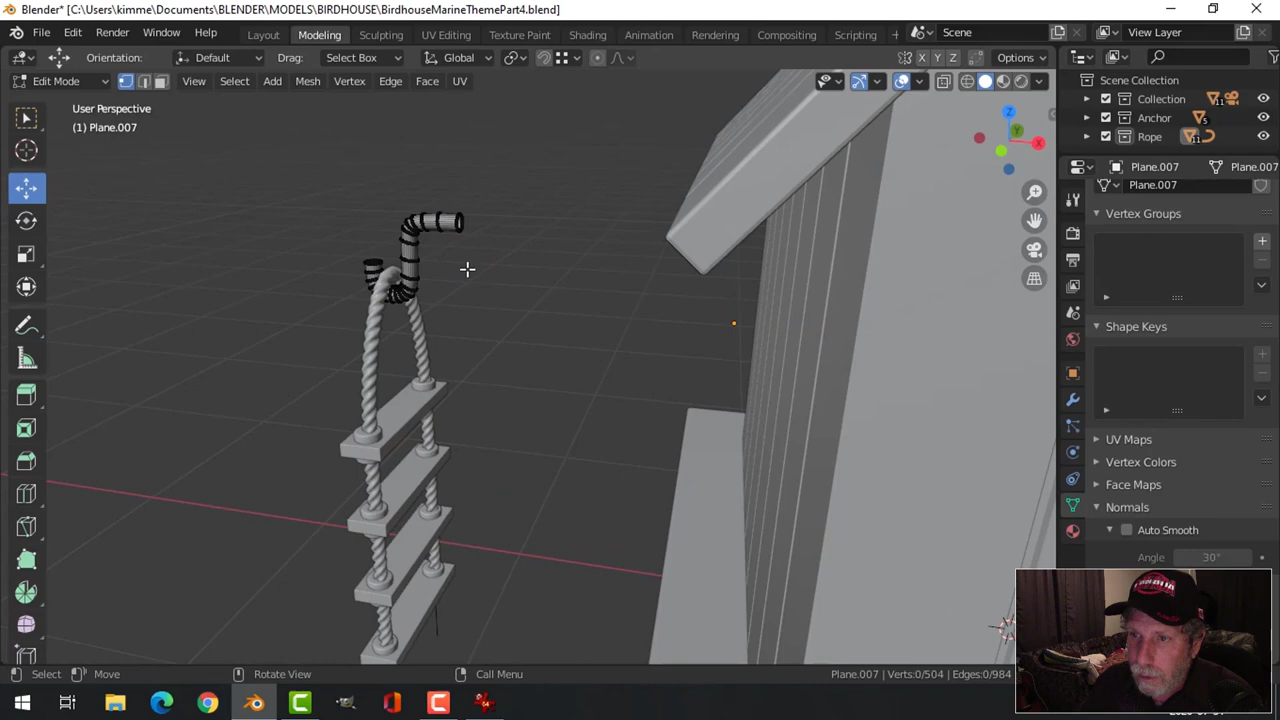 Blender* [C:\Users\kimme\Documents\BLENDER\MODELS\BIRDHOUSE\BirdhouseMarineThemePart4.blend]
File Edit Render Window Help Layout Modeling Sculpting UV Editing Texture Paint Shading Animation Rendering Compositing Scripting + Scene View Layer
Orientation: Default Drag: Select Box Global X Y Z Options
Edit Mode View Select Add Mesh Vertex Edge Face UV
User Perspective
(1) Plane.007
Z
Y
X
Scene Collection
Collection 11
Anchor 5
Rope 11
Plane.007 Plane.007
Plane.007
Vertex Groups
Shape Keys
UV Maps
Vertex Colors
Face Maps
Normals
Auto Smooth
Angle 30°
Select Move Rotate View Call Menu Plane.007 | Verts:0/504 | Edges:0/984